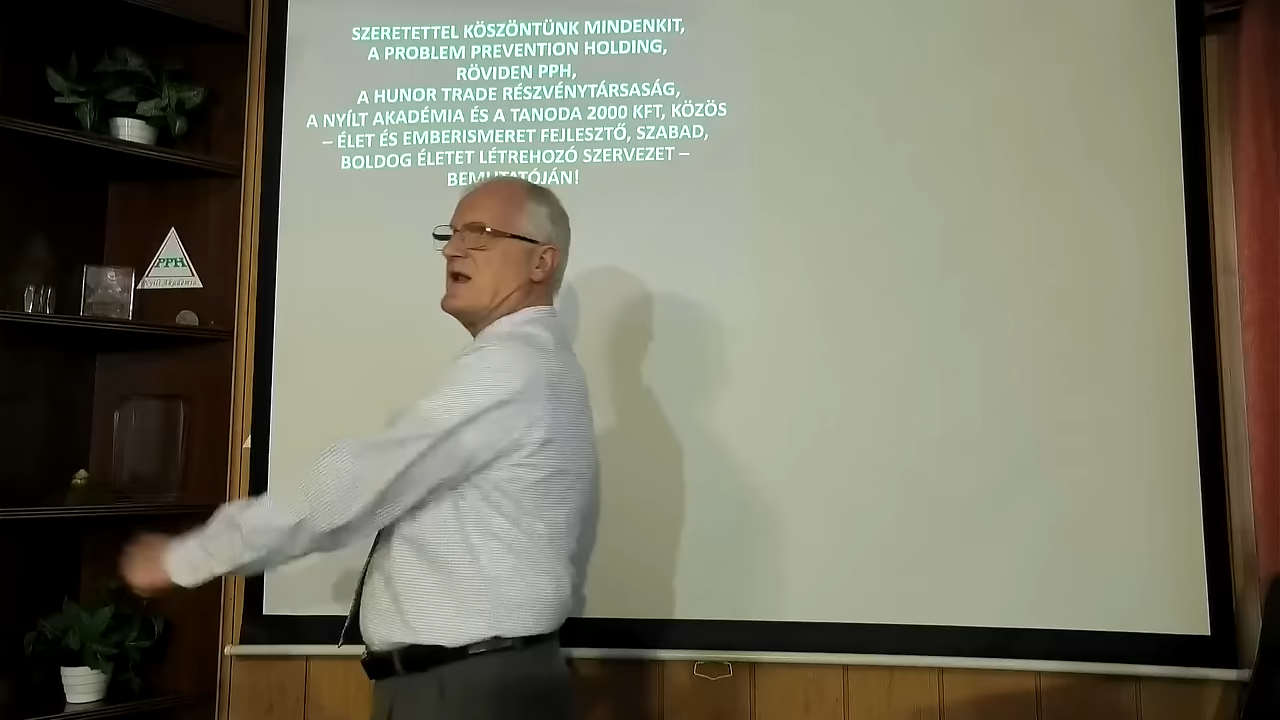 SZERETETTEL KÖSZÖNTÜNK MINDENKIT,
A PROBLEM PREVENTION HOLDING,
RÖVIDEN PPH,
A HUNOR TRADE RÉSZVÉNYTÁRSASÁG,
A NYÍLT AKADÉMIA ÉS A TANODA 2000 KFT, KÖZÖS
– ÉLET ÉS EMBERISMERET FEJLESZTŐ, SZABAD,
BOLDOG ÉLETET LÉTREHOZÓ SZERVEZET –
BEMUTATÓJÁN!
PPH
Nyílt Akadémia